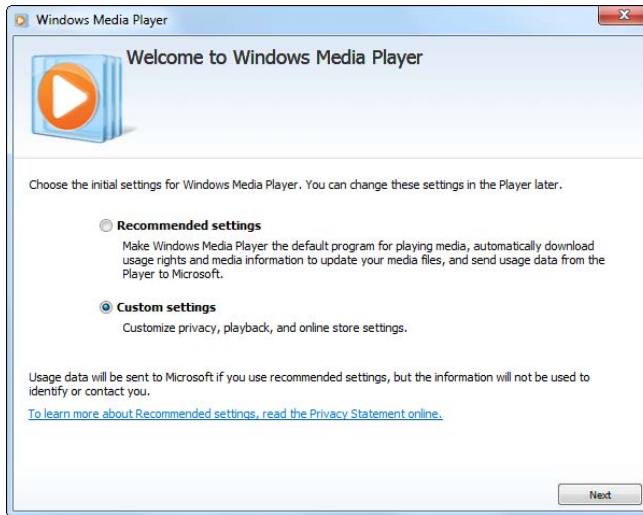 Windows Media Player
Welcome to Windows Media Player
Choose the initial settings for Windows Media Player. You can change these settings in the Player later.
Recommended settings
Make Windows Media Player the default program for playing media, automatically download
usage rights and media information to update your media files, and send usage data from the
Player to Microsoft.
Custom settings
Customize privacy, playback, and online store settings.
Usage data will be sent to Microsoft if you use recommended settings, but the information will not be used to
identify or contact you.
To learn more about Recommended settings, read the Privacy Statement online.
Next